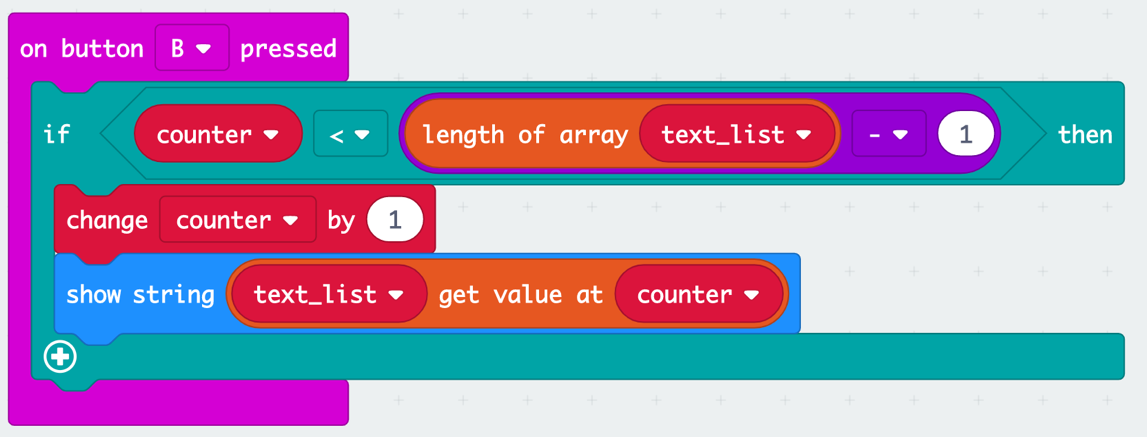 on button B pressed
if counter < length of array text_list - 1 then
change counter by 1
show string text_list get value at counter